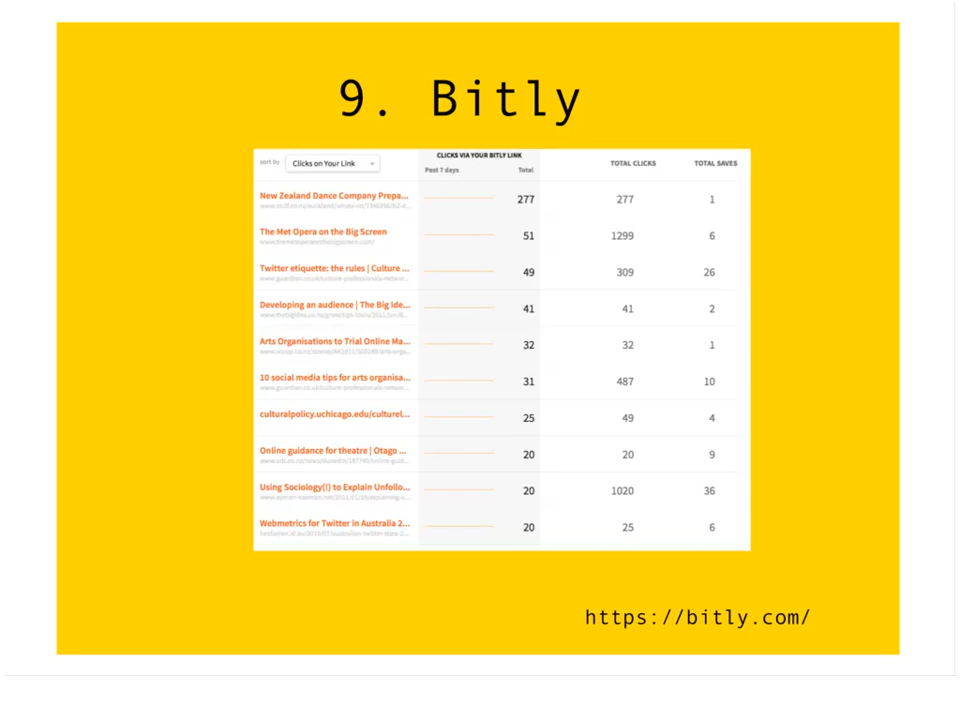 9. Bitly
sort by Clicks on Your Link
CLICKS VIA YOUR BITLY LINK
Past 7 days Total
TOTAL CLICKS TOTAL SAVES
New Zealand Dance Company Prepa... 277 277 1
The Met Opera on the Big Screen 51 1299 6
www.themetoperaonthebigscreen.com/
Twitter etiquette: the rules | Culture ... 49 309 26
Developing an audience | The Big Ide... 41 41 2
Arts Organisations to Trial Online Ma... 32 32 1
10 social media tips for arts organisa... 31 487 10
culturalpolicy.uchicago.edu/culturel... 25 49 4
Online guidance for theatre | Otago ... 20 20 9
Using Sociology(!) to Explain Unfollo... 20 1020 36
Webmetrics for Twitter in Australia 2... 20 25 6
https://bitly.com/